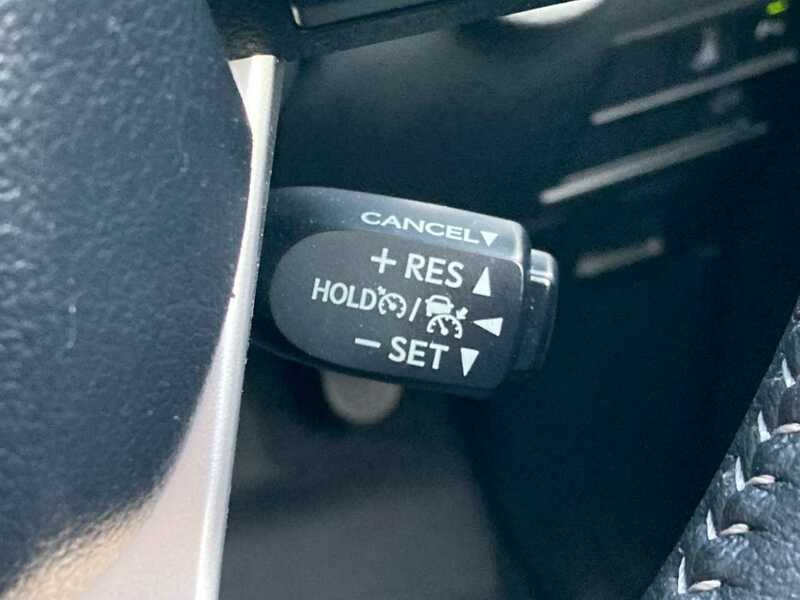 CANCEL▼
+ RES ▲
HOLD / ◀
− SET ▼